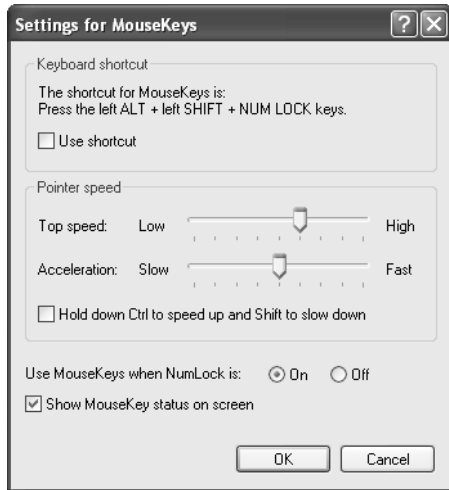 Settings for MouseKeys
Keyboard shortcut
The shortcut for MouseKeys is:
Press the left ALT + left SHIFT + NUM LOCK keys.
Use shortcut
Pointer speed
Top speed: Low High
Acceleration: Slow Fast
Hold down Ctrl to speed up and Shift to slow down
Use MouseKeys when NumLock is: On Off
Show MouseKey status on screen
OK Cancel